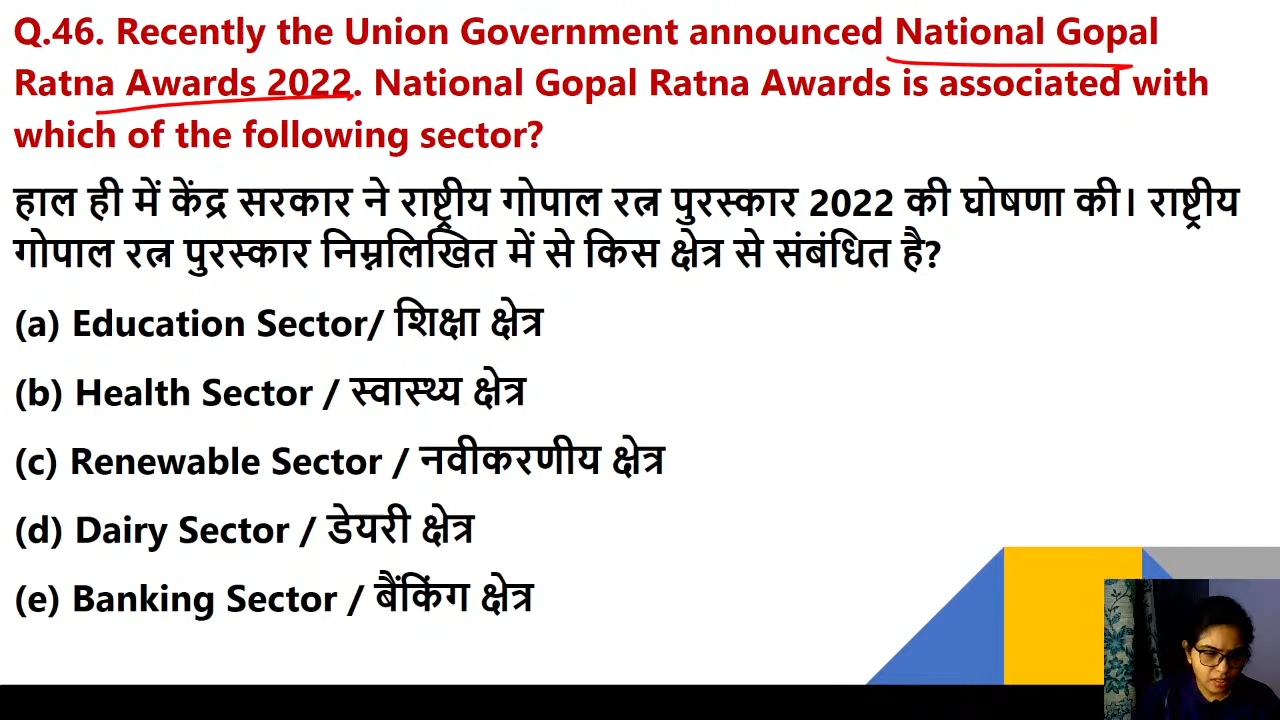 Q.46. Recently the Union Government announced National Gopal
Ratna Awards 2022. National Gopal Ratna Awards is associated with
which of the following sector?
हाल ही में केंद्र सरकार ने राष्ट्रीय गोपाल रत्न पुरस्कार 2022 की घोषणा की। राष्ट्रीय
गोपाल रत्न पुरस्कार निम्नलिखित में से किस क्षेत्र से संबंधित है?
(a) Education Sector/ शिक्षा क्षेत्र
(b) Health Sector / स्वास्थ्य क्षेत्र
(c) Renewable Sector / नवीकरणीय क्षेत्र
(d) Dairy Sector / डेयरी क्षेत्र
(e) Banking Sector / बैंकिंग क्षेत्र